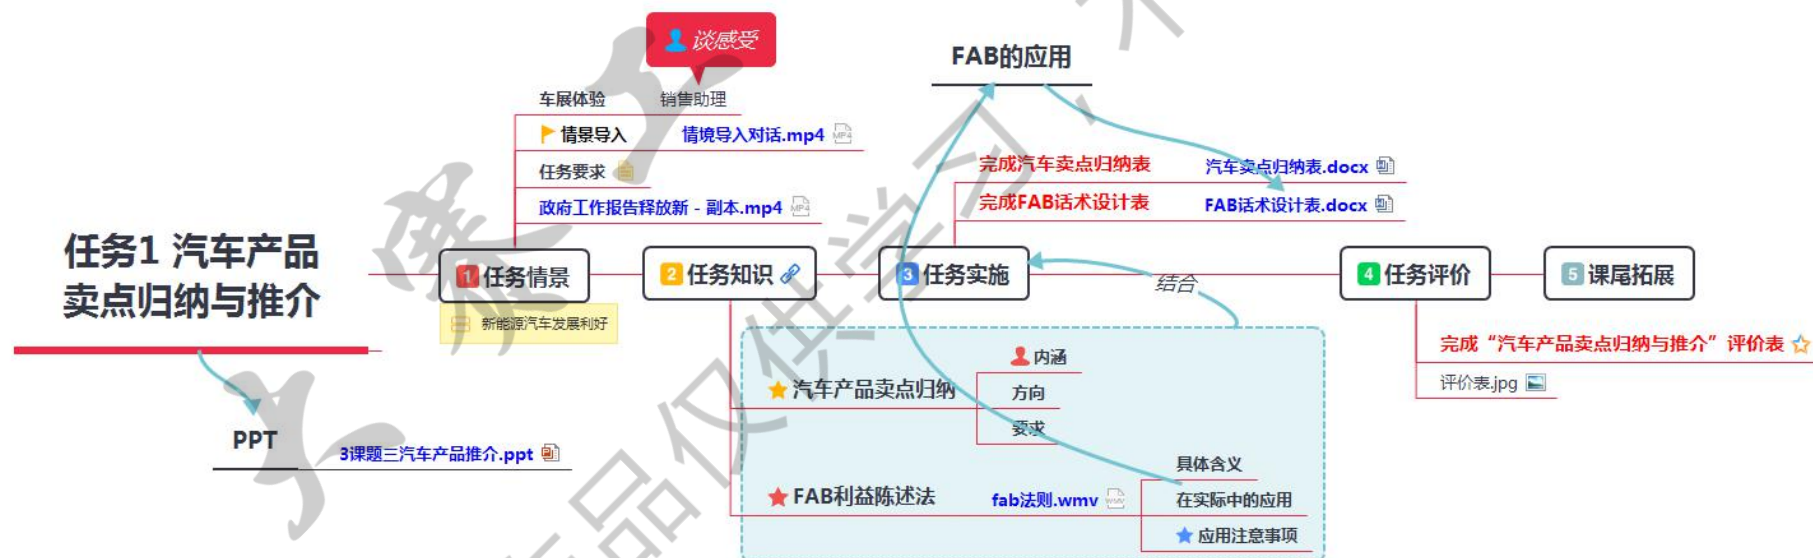 谈感受
FAB的应用
车展体验 销售助理
情景导入 情境导入对话.mp4
任务要求
政府工作报告释放新 - 副本.mp4
完成汽车卖点归纳表 汽车卖点归纳表.docx
完成FAB话术设计表 FAB话术设计表.docx
任务1 汽车产品
卖点归纳与推介
1 任务情景
2 任务知识
3 任务实施
结合
4 任务评价
5 课尾拓展
新能源汽车发展利好
内涵
汽车产品卖点归纳
方向
要求
完成“汽车产品卖点归纳与推介”评价表
评价表.jpg
PPT
3课题三汽车产品推介.ppt
具体含义
FAB利益陈述法 fab法则.wmv
在实际中的应用
应用注意事项
品仅供学习,